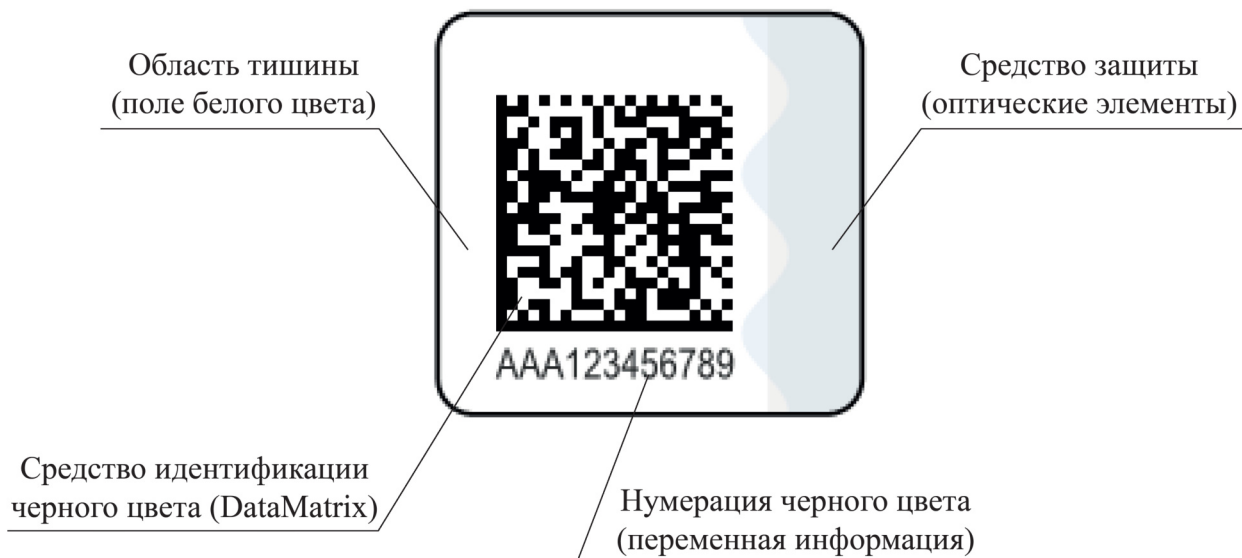 Область тишины
(поле белого цвета)
Средство защиты
(оптические элементы)
AAA123456789
Средство идентификации
черного цвета (DataMatrix)
Нумерация черного цвета
(переменная информация)